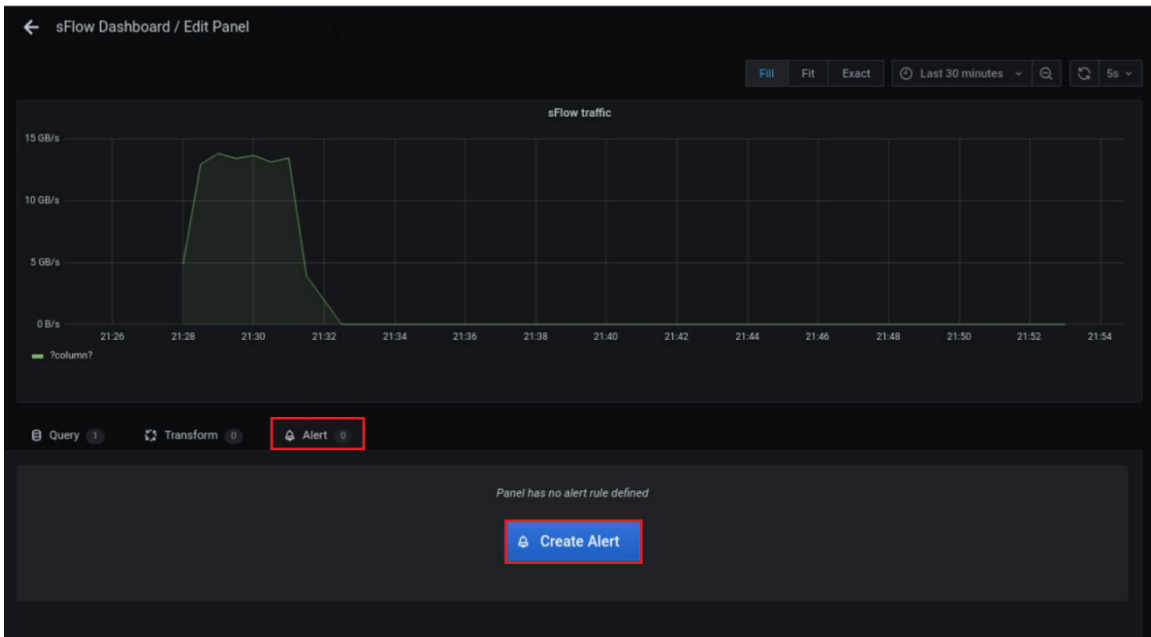 sFlow Dashboard / Edit Panel
Fill Fit Exact Last 30 minutes 5s
sFlow traffic
15 GB/s
10 GB/s
5 GB/s
0 B/s
21:26 21:28 21:30 21:32 21:34 21:36 21:38 21:40 21:42 21:44 21:46 21:48 21:50 21:52 21:54
?column?
Query 1 Transform 0 Alert 0
Panel has no alert rule defined
Create Alert